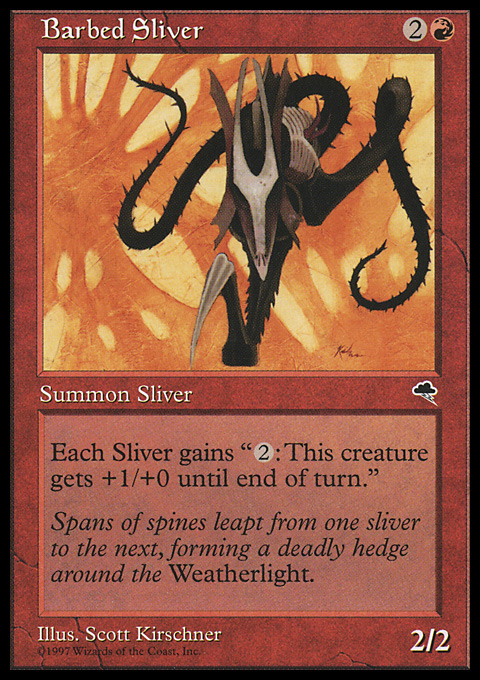 Barbed Sliver 2
Summon Sliver
Each Sliver gains “2: This creature
gets +1/+0 until end of turn.”
Spans of spines leapt from one sliver
to the next, forming a deadly hedge
around the Weatherlight.
Illus. Scott Kirschner
©1997 Wizards of the Coast, Inc.
2/2